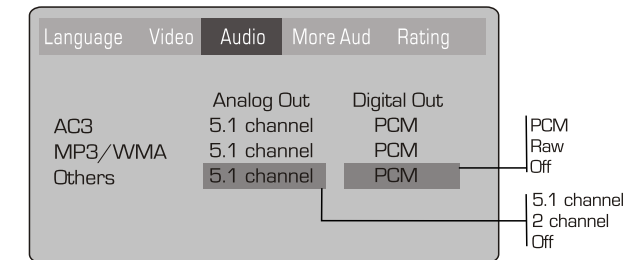 Language Video Audio More Aud Rating
Analog Out Digital Out
AC3 5.1 channel PCM
MP3/WMA 5.1 channel PCM
Others 5.1 channel PCM
PCM
Raw
Off
5.1 channel
2 channel
Off